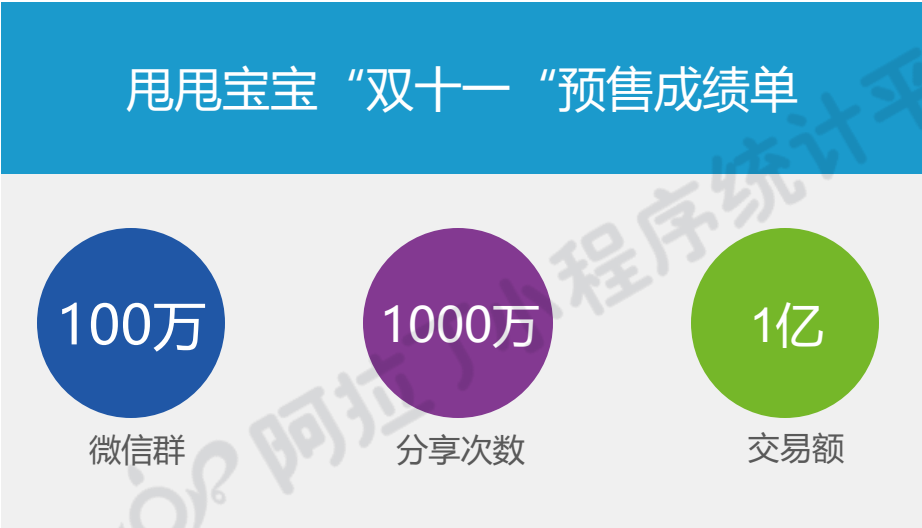 甩甩宝宝“双十一“预售成绩单
100万
1000万
1亿
微信群
分享次数
交易额
阿拉丁小程序统计平